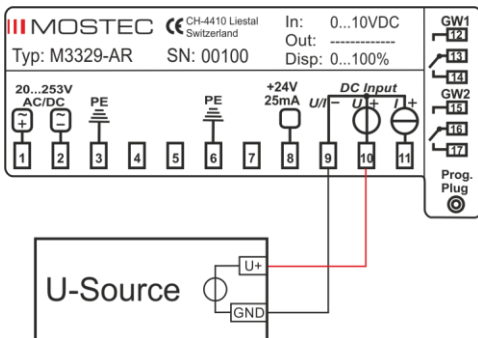 MOSTEC
CE CH-4410 Liestal
Switzerland
In: 0...10VDC
Out: -------------
Disp: 0...100%
Typ: M3329-AR
SN: 00100
GW1
12
13
14
GW2
15
16
17
Prog.
Plug
20...253V
AC/DC
PE
PE
+24V
25mA
DC Input
U/I − U + I +
+ ~
− ~
1 2 3 4 5 6 7 8 9 10 11
U-Source
U+
GND